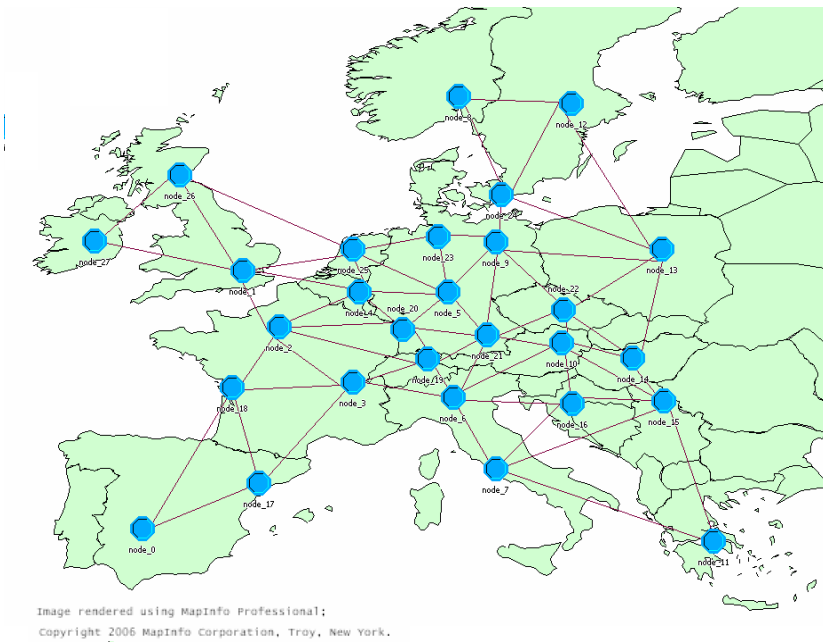 node_8
node_12
node_26
node_24
node_27
node_23
node_9
node_13
node_25
node_1
node_22
node_4
node_20
node_5
node_2
node_21
node_10
node_19
node_14
node_3
node_18
node_6
node_16
node_15
node_7
node_17
node_0
node_11
Image rendered using MapInfo Professional;
Copyright 2006 MapInfo Corporation, Troy, New York.